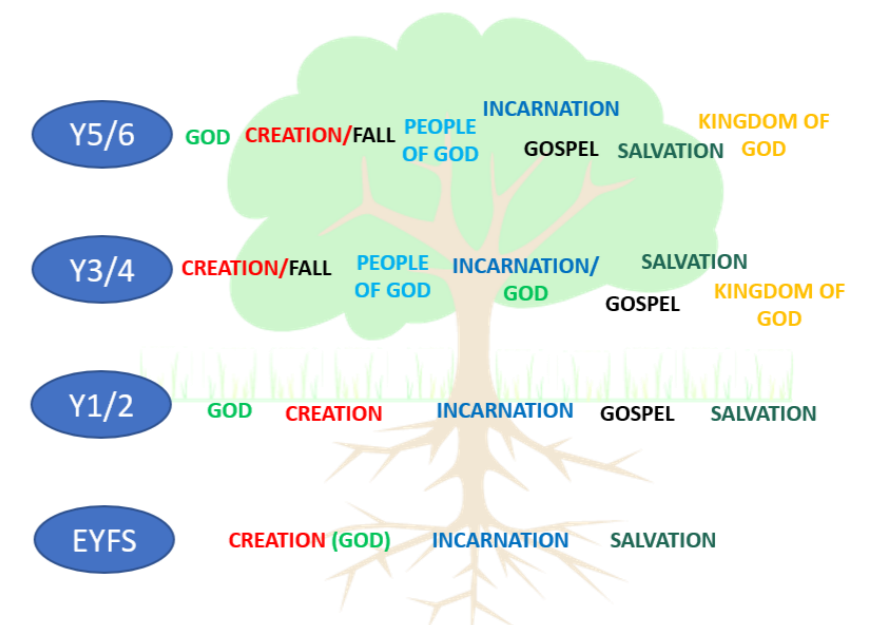 Y5/6
GOD
CREATION/FALL
PEOPLE
OF GOD
INCARNATION
GOSPEL
SALVATION
KINGDOM OF
GOD
Y3/4
CREATION/FALL
PEOPLE
OF GOD
INCARNATION/
GOD
SALVATION
GOSPEL
KINGDOM OF
GOD
Y1/2
GOD
CREATION
INCARNATION
GOSPEL
SALVATION
EYFS
CREATION (GOD)
INCARNATION
SALVATION